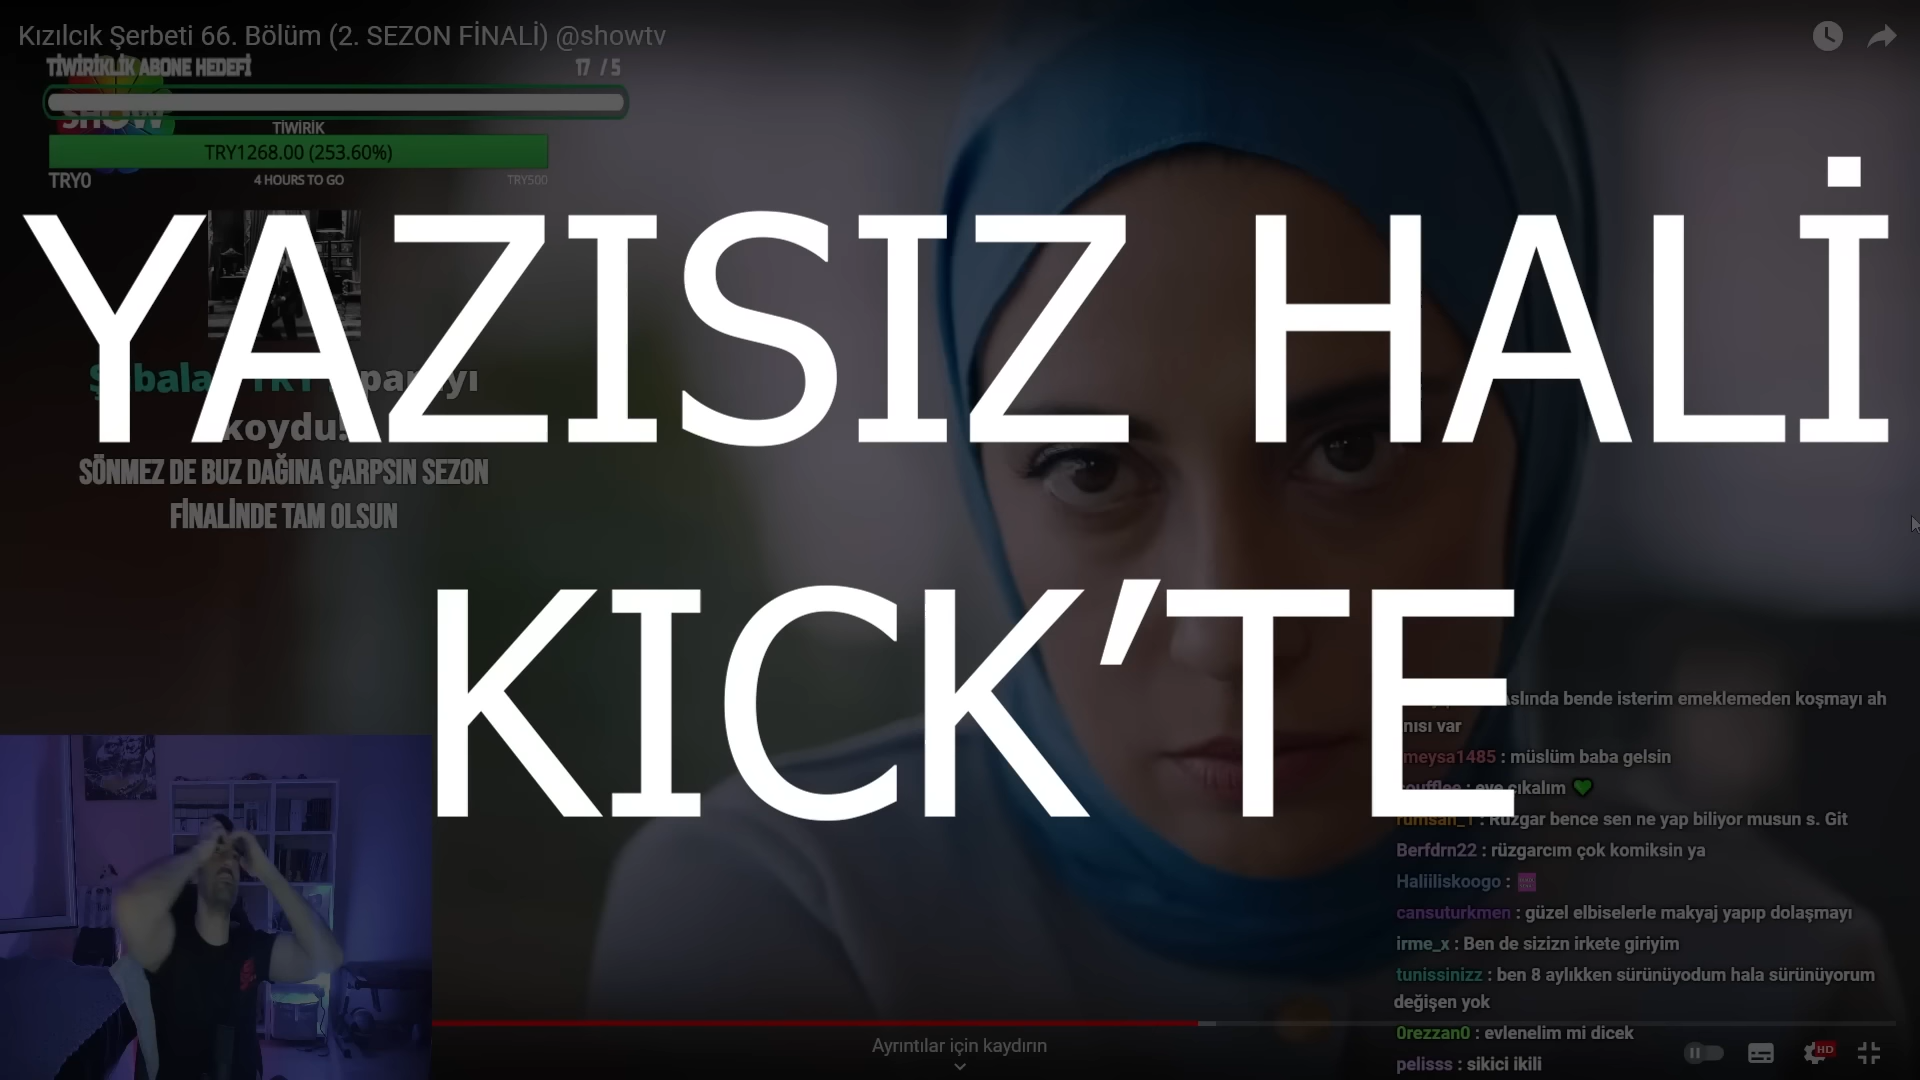 Kızılcık Şerbeti 66. Bölüm (2. SEZON FİNALİ) @showtv
TİWİRİKLİK ABONE HEDEFİ 17 / 5
SHOW
TİWİRİK
TRY1268.00 (253.60%)
TRY0 4 HOURS TO GO TRY500
YAZISIZ HALİ
koydu!
SÖNMEZ DE BUZ DAĞINA ÇARPSIN SEZON
FİNALİNDE TAM OLSUN
KICK’TE
bende isterim emeklemeden koşmayı ah
var
meysa1485 : müslüm baba gelsin
çıkalım
Rüzgar bence sen ne yap biliyor musun s. Git
Berfdrn22 : rüzgarcım çok komiksin ya
Haliiliskoogo :
cansuturkmen : güzel elbiselerle makyaj yapıp dolaşmayı
irme_x : Ben de sizizn irkete giriyim
tunissinizz : ben 8 aylıkken sürünüyodum hala sürünüyorum
değişen yok
0rezzan0 : evlenelim mi dicek
pelisss : sikici ikili
Ayrıntılar için kaydırın
HD